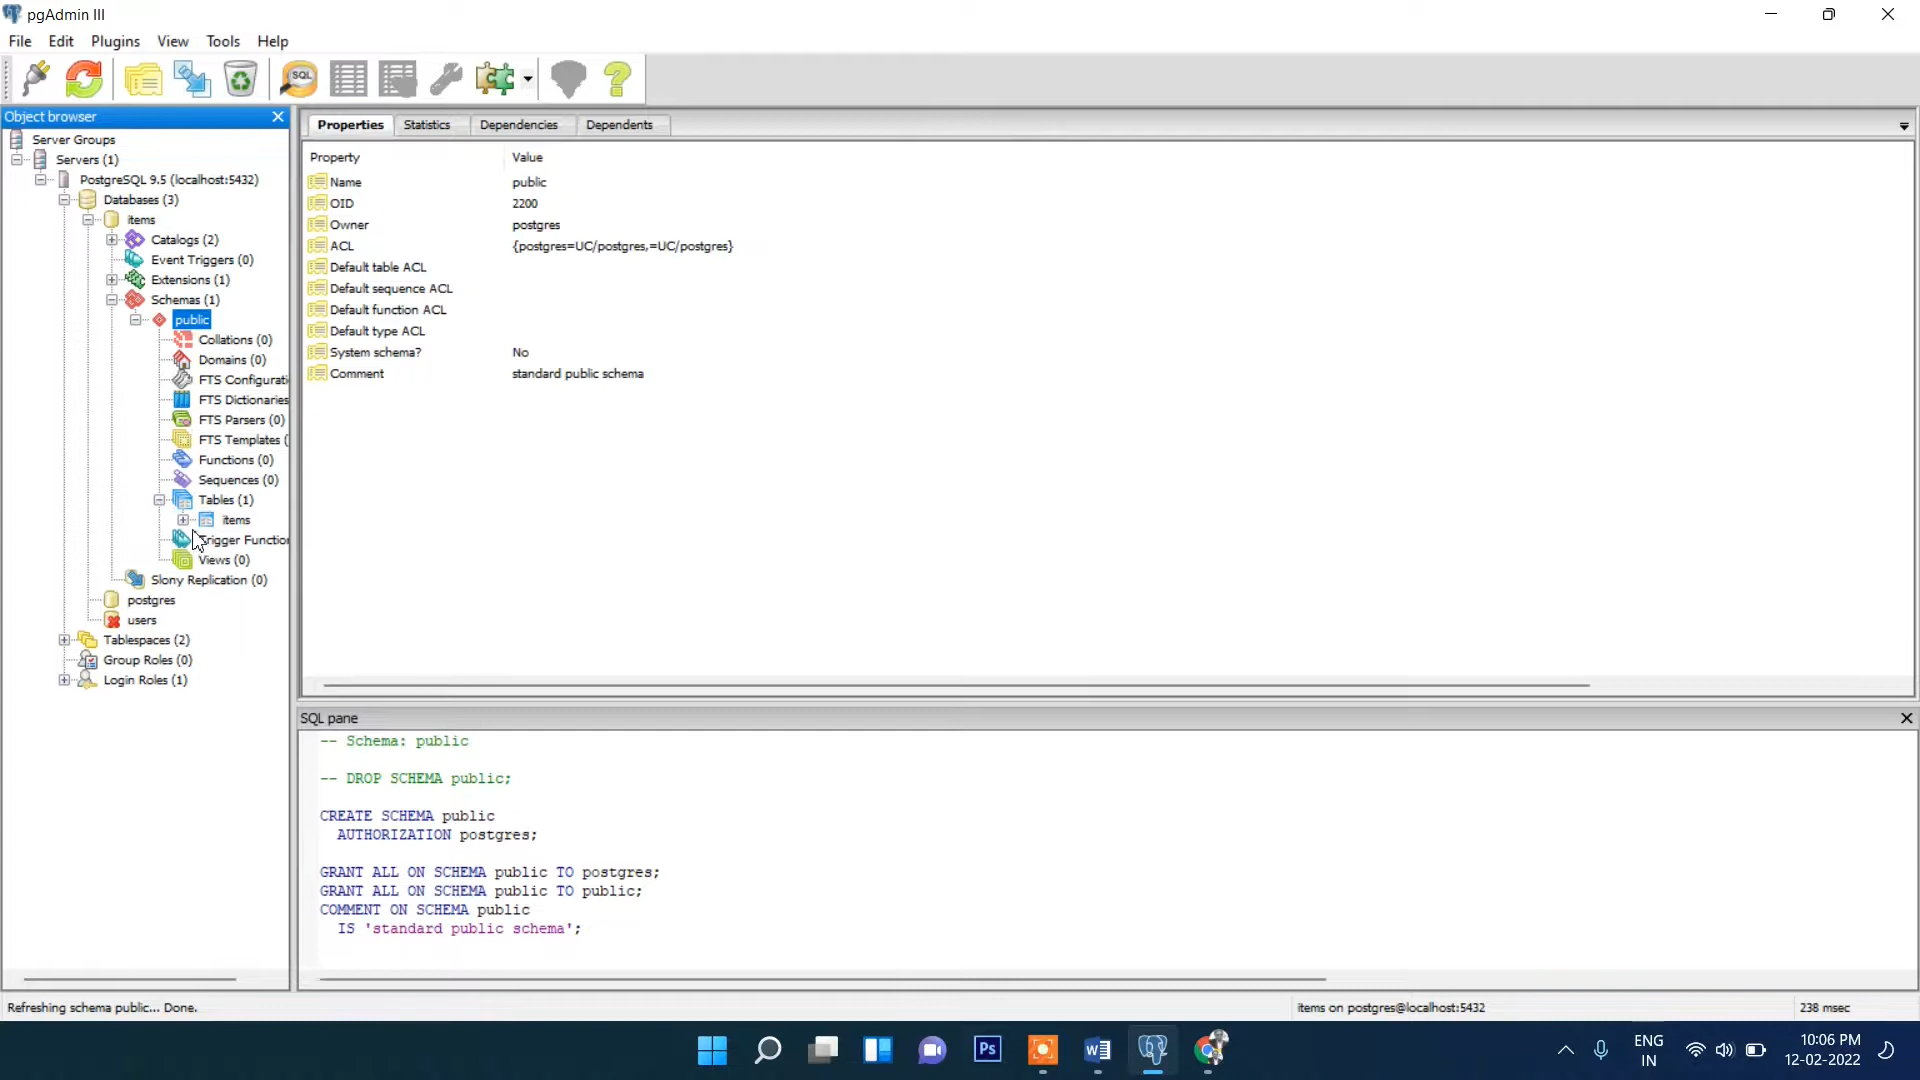 pgAdmin III
File Edit Plugins View Tools Help
SQL
Object browser
Server Groups
Servers (1)
PostgreSQL 9.5 (localhost:5432)
Databases (3)
items
Catalogs (2)
Event Triggers (0)
Extensions (1)
Schemas (1)
public
Collations (0)
Domains (0)
FTS Configurati
FTS Dictionaries
FTS Parsers (0)
FTS Templates (
Functions (0)
Sequences (0)
Tables (1)
items
Trigger Function
Views (0)
Slony Replication (0)
postgres
users
Tablespaces (2)
Group Roles (0)
Login Roles (1)
Properties Statistics Dependencies Dependents
Property Value
Name public
OID 2200
Owner postgres
ACL {postgres=UC/postgres,=UC/postgres}
Default table ACL
Default sequence ACL
Default function ACL
Default type ACL
System schema? No
Comment standard public schema
SQL pane
-- Schema: public
-- DROP SCHEMA public;
CREATE SCHEMA public
AUTHORIZATION postgres;
GRANT ALL ON SCHEMA public TO postgres;
GRANT ALL ON SCHEMA public TO public;
COMMENT ON SCHEMA public
IS 'standard public schema';
Refreshing schema public... Done. items on postgres@localhost:5432 238 msec
Ps
ENG
IN
10:06 PM
12-02-2022